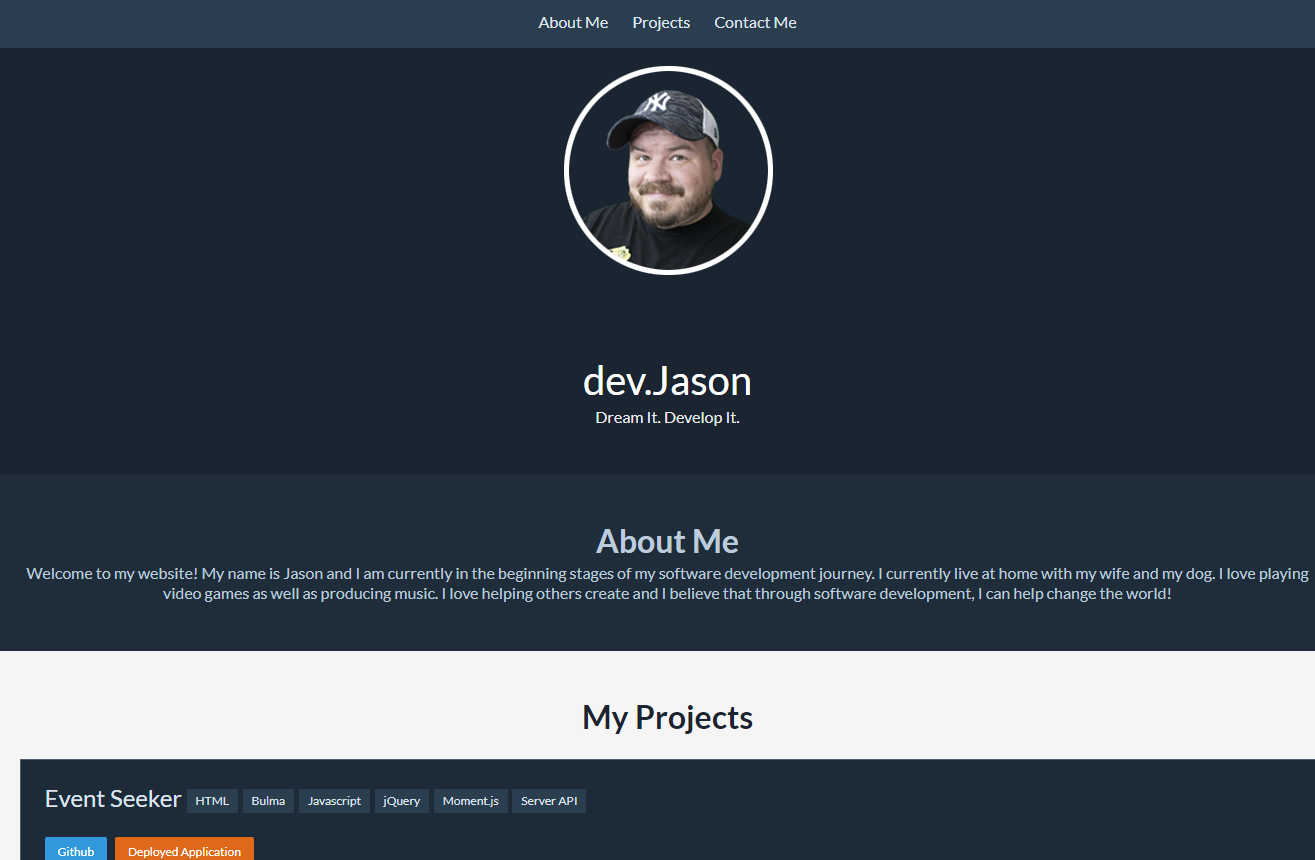 About Me Projects Contact Me
NY
dev.Jason
Dream It. Develop It.
About Me
Welcome to my website! My name is Jason and I am currently in the beginning stages of my software development journey. I currently live at home with my wife and my dog. I love playing
video games as well as producing music. I love helping others create and I believe that through software development, I can help change the world!
My Projects
Event Seeker HTML Bulma Javascript jQuery Moment.js Server API
Github Deployed Application